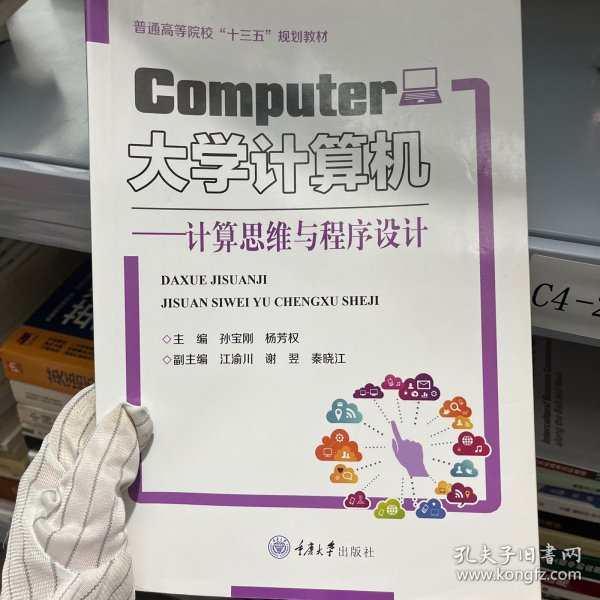 普通高等院校“十三五”规划教材
Computer
大学计算机
——计算思维与程序设计
DAXUE JISUANJI
JISUAN SIWEI YU CHENGXU SHEJI
◇主 编 孙宝刚 杨芳权
◇副主编 江渝川 谢 翌 秦晓江
重庆大学出版社
C4-2
孔夫子旧书网
www.kongfz.com